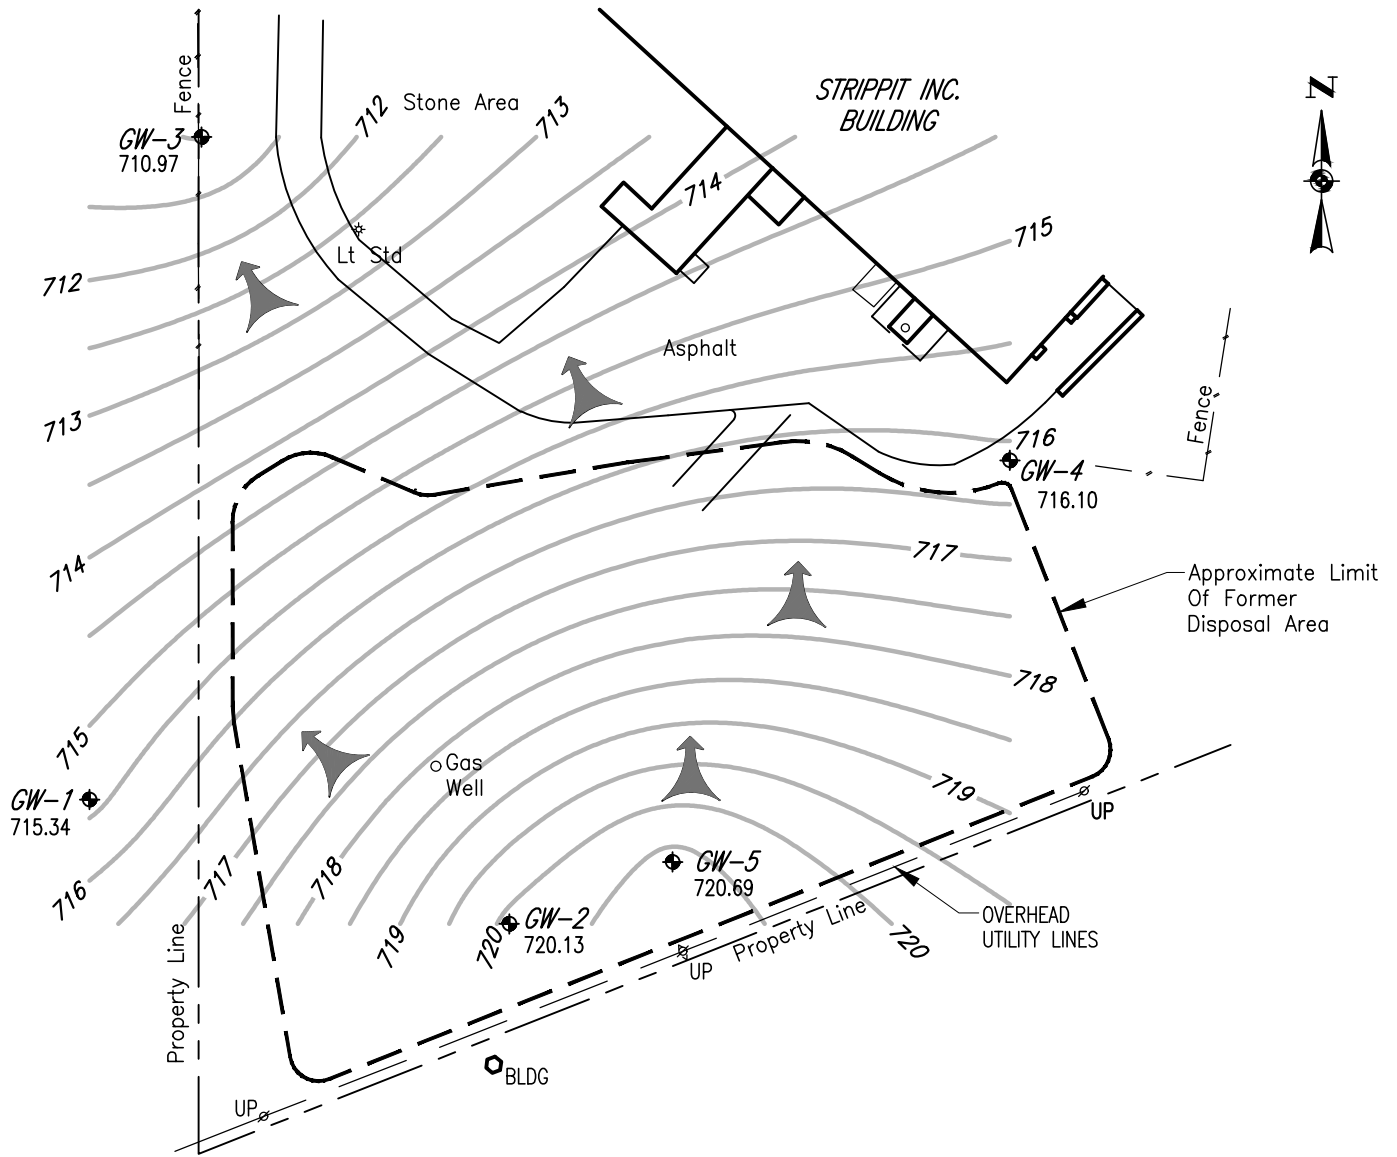 STRIPPIT INC.
BUILDING
N
Fence
712
Stone Area
713
GW-3
710.97
714
715
Lt Std
712
Asphalt
Fence
713
716
GW-4
716.10
717
714
Approximate Limit
Of Former
Disposal Area
718
715
Gas
Well
719
GW-1
715.34
UP
716
717
718
GW-5
720.69
719
720
GW-2
720.13
Property Line
720
OVERHEAD
UTILITY LINES
UP
Property Line
BLDG
UP